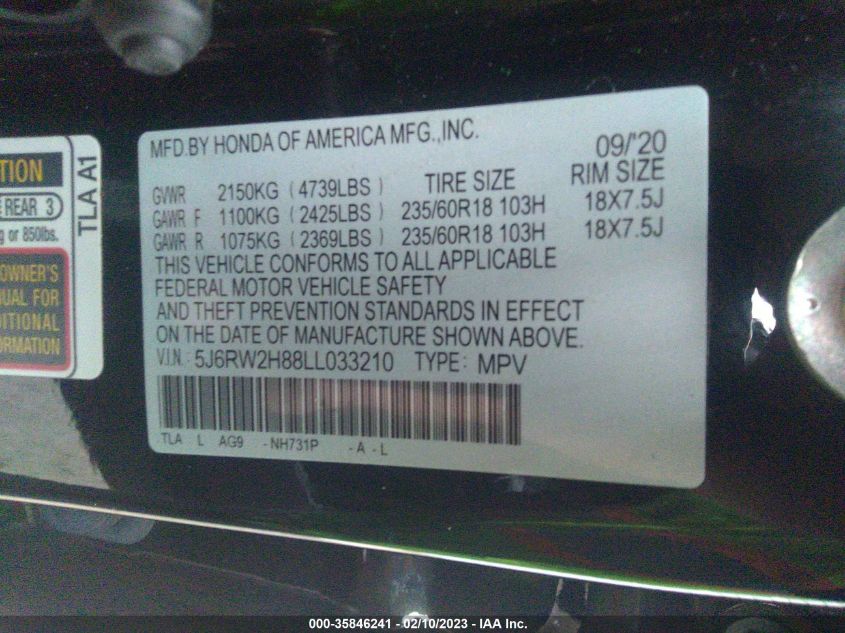 TION
REAR 3
g or 850lbs.
OWNER'S
UAL FOR
DITIONAL
ORMATION
TLA A1
MFD.BY HONDA OF AMERICA MFG.,INC.
09/'20
GVWR 2150KG ( 4739LBS ) TIRE SIZE RIM SIZE
GAWR F 1100KG ( 2425LBS ) 235/60R18 103H 18X7.5J
GAWR R 1075KG ( 2369LBS ) 235/60R18 103H 18X7.5J
THIS VEHICLE CONFORMS TO ALL APPLICABLE
FEDERAL MOTOR VEHICLE SAFETY
AND THEFT PREVENTION STANDARDS IN EFFECT
ON THE DATE OF MANUFACTURE SHOWN ABOVE.
V.I.N.: 5J6RW2H88LL033210 TYPE: MPV
TLA L AG9 -NH731P -A-L
000-35846241 - 02/10/2023 - IAA Inc.